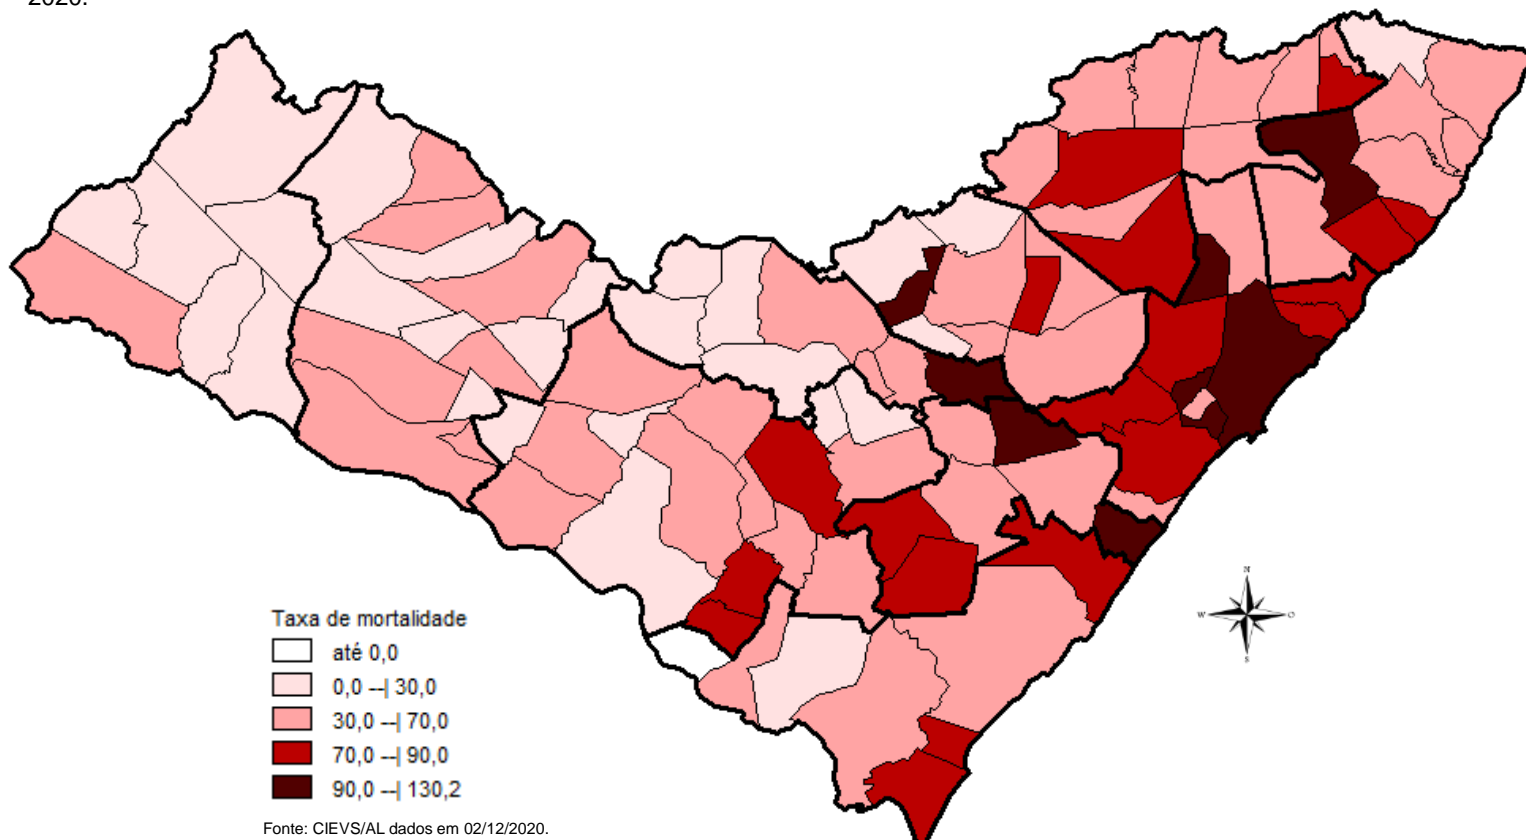 2020.
N
W O
S
Taxa de mortalidade
até 0,0
0,0 --| 30,0
30,0 --| 70,0
70,0 --| 90,0
90,0 --| 130,2
Fonte: CIEVS/AL dados em 02/12/2020.